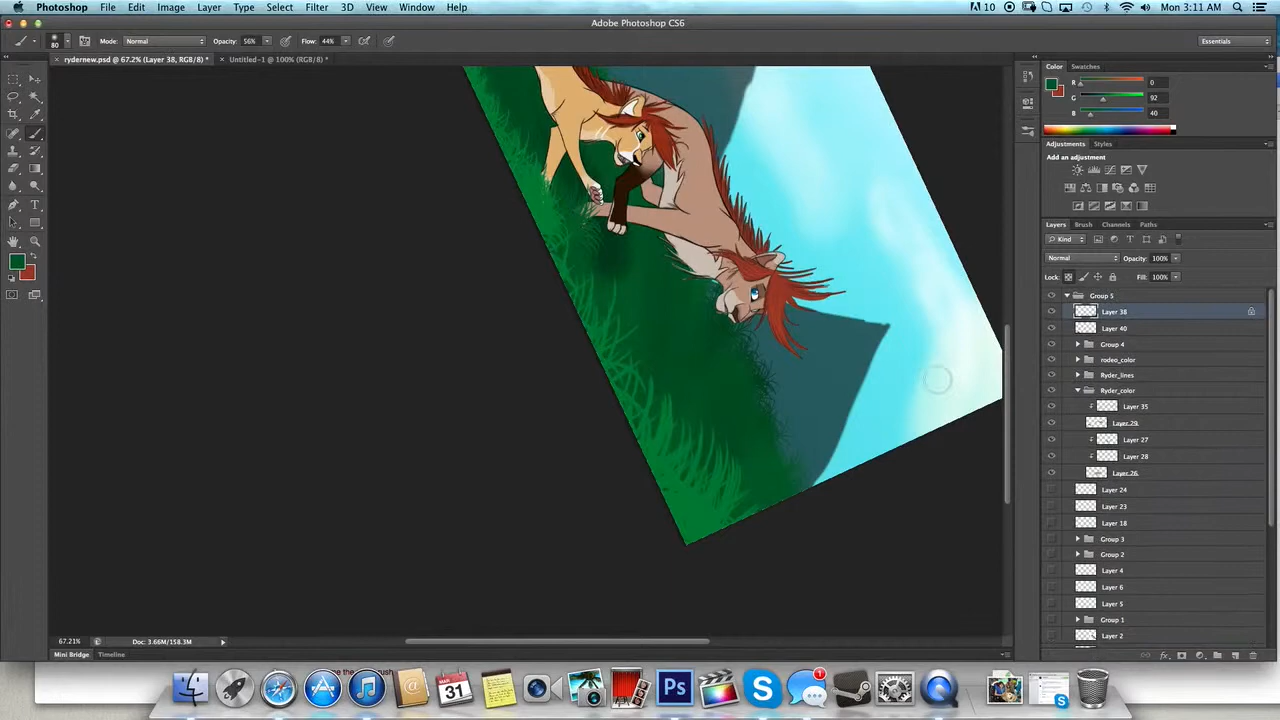 Photoshop File Edit Image Layer Type Select Filter 3D View Window Help 10 Mon 3:11 AM
Adobe Photoshop CS6
80 Mode: Normal Opacity: 56% Flow: 44% Essentials
rydernew.psd @ 67.2% (Layer 38, RGB/8) * Untitled-1 @ 100% (RGB/8) *
Color Swatches
R 0
G 92
B 40
Adjustments Styles
Add an adjustment
Layers Brush Channels Paths
Kind
Normal Opacity: 100%
Lock: Fill: 100%
Group 5
Layer 38
Layer 40
Group 4
rodeo_color
Ryder_lines
Ryder_color
Layer 35
Layer 29
Layer 27
Layer 28
Layer 26
Layer 24
Layer 23
Layer 18
Group 3
Group 2
Layer 4
Layer 6
Layer 5
Group 1
Layer 2
67.21% Doc: 3.66M/158.3M
Mini Bridge Timeline
MAR
31
Ps
1